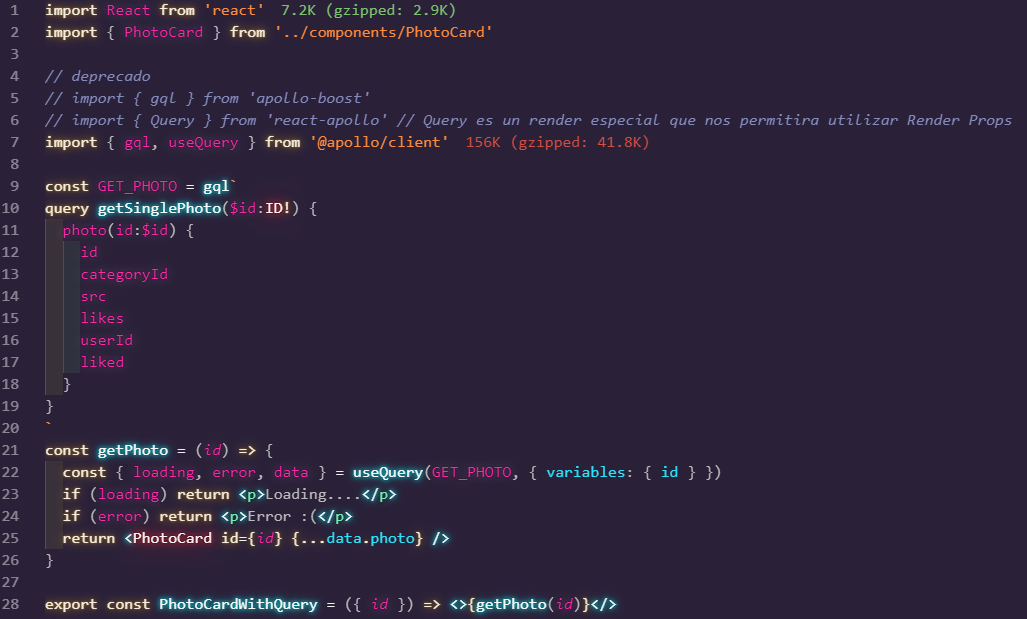 1 import React from 'react' 7.2K (gzipped: 2.9K)
2 import { PhotoCard } from '../components/PhotoCard'
3
4 // deprecado
5 // import { gql } from 'apollo-boost'
6 // import { Query } from 'react-apollo' // Query es un render especial que nos permitira utilizar Render Props
7 import { gql, useQuery } from '@apollo/client' 156K (gzipped: 41.8K)
8
9 const GET_PHOTO = gql`
10 query getSinglePhoto($id:ID!) {
11 photo(id:$id) {
12 id
13 categoryId
14 src
15 likes
16 userId
17 liked
18 }
19 }
20 `
21 const getPhoto = (id) => {
22 const { loading, error, data } = useQuery(GET_PHOTO, { variables: { id } })
23 if (loading) return <p>Loading....</p>
24 if (error) return <p>Error :(</p>
25 return <PhotoCard id={id} {...data.photo} />
26 }
27
28 export const PhotoCardWithQuery = ({ id }) => <>{getPhoto(id)}</>